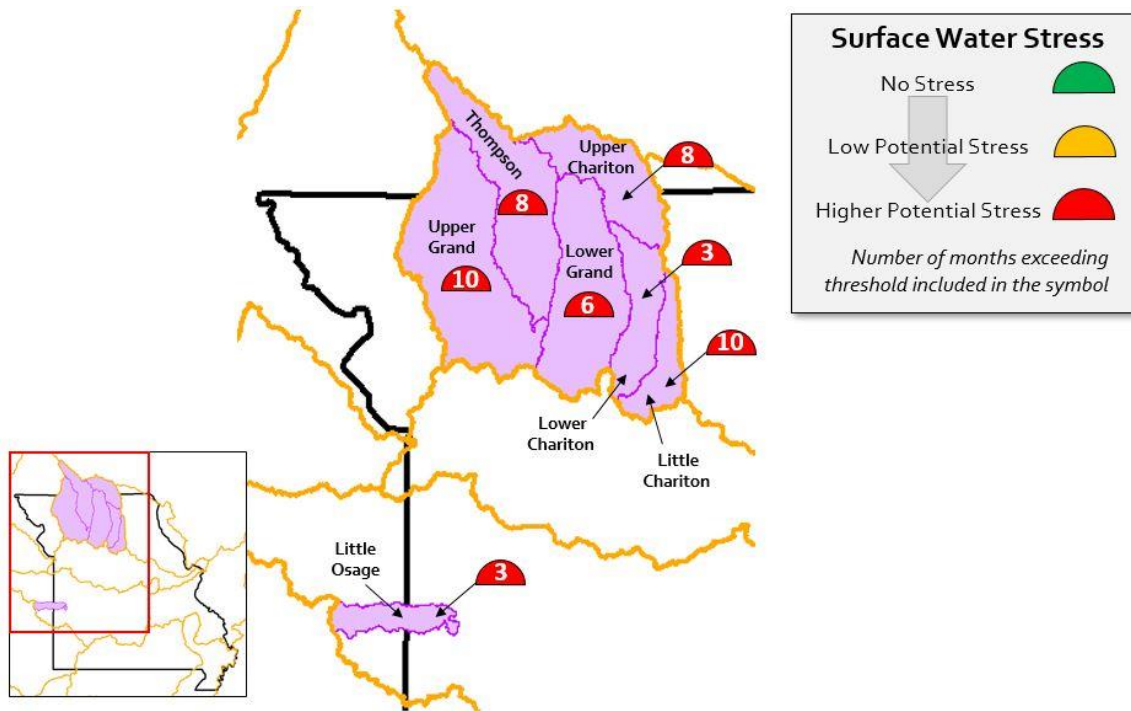 Surface Water Stress
No Stress
Low Potential Stress
Higher Potential Stress
Number of months exceeding
threshold included in the symbol
Thompson
8
Upper
Chariton
8
Upper
Grand
10
Lower
Grand
6
3
10
Lower
Chariton
Little
Chariton
Little
Osage
3